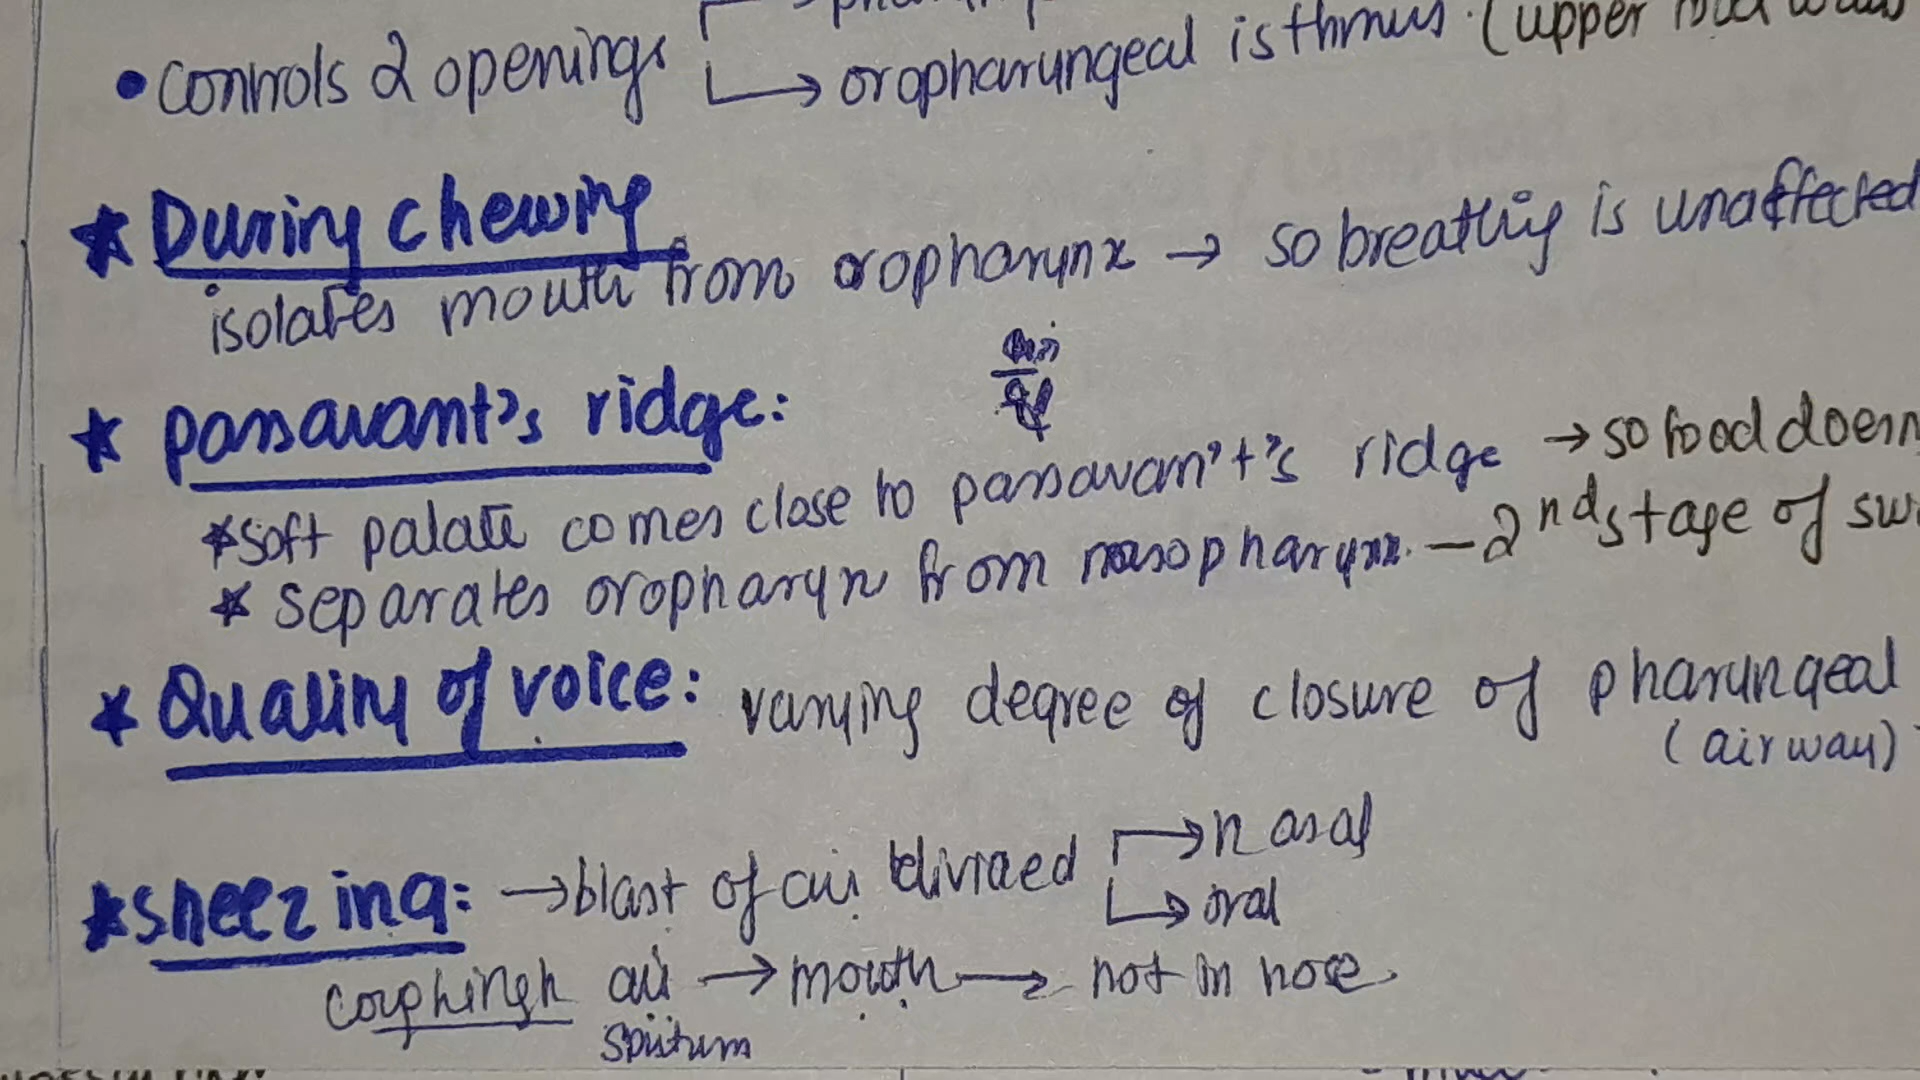 • controls 2 openings
→ oropharyngeal isthmus. (upper
★ During chewing
isolates mouth from oropharynx → so breathing is unaffected
★ passavant's ridge:
★ soft palate comes close to passavan't's ridge → so food doesn
★ separates oropharynx from nasopharynx. – 2nd stage of sw
★ Quality of voice: varying degree of closure of pharyngeal
(airway)
★ sneezing: → blast of air divided → nasal
→ oral
coughingh air → mouth → not in nose.
sputum